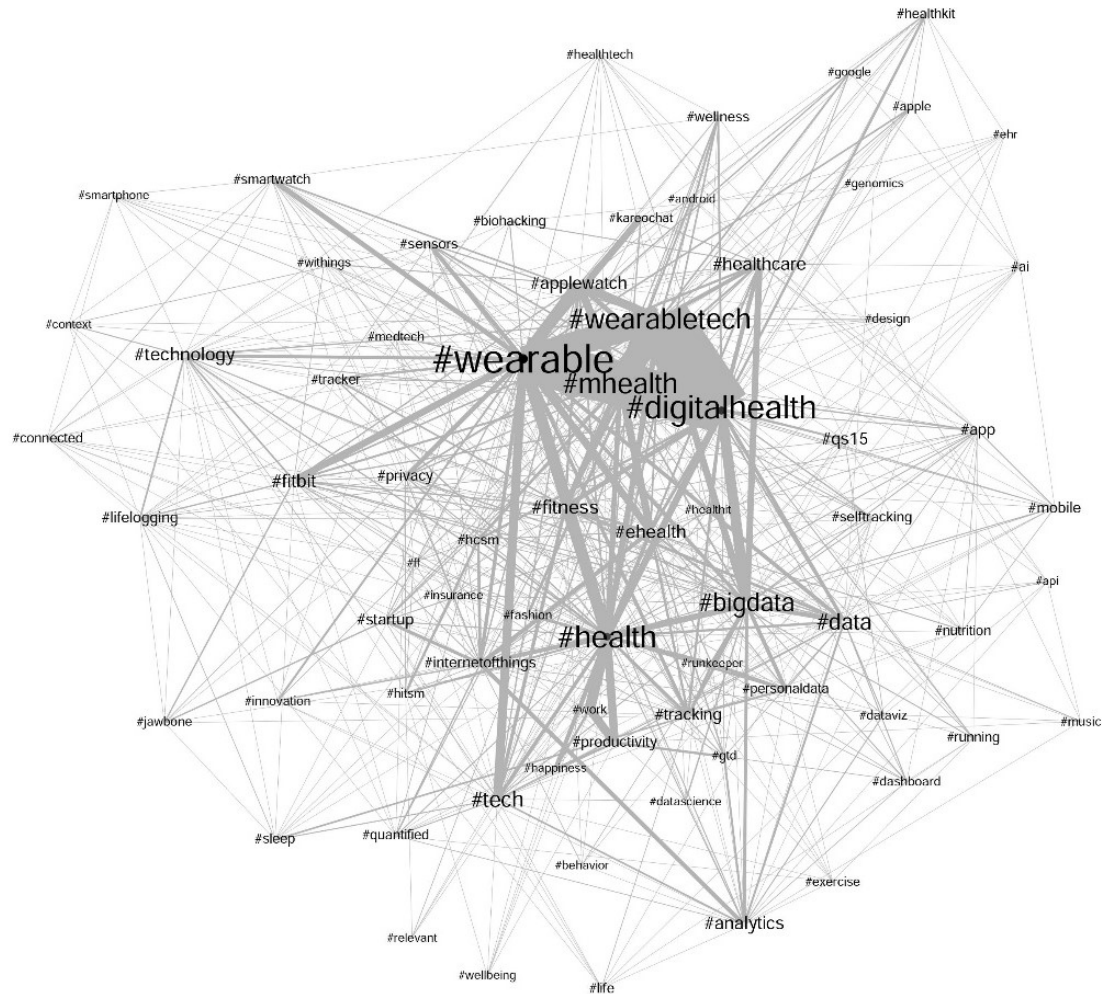 #healthkit
#healthtech
#google
#apple
#wellness
#ehr
#smartwatch
#genomics
#smartphone
#android
#kareochat
#biohacking
#sensors
#withings
#healthcare
#ai
#applewatch
#wearabletech
#design
#context
#medtech
#technology
#wearable
#tracker
#mhealth
#digitalhealth
#connected
#qs15
#app
#privacy
#fitbit
#fitness
#healthit
#mobile
#lifelogging
#selftracking
#ehealth
#hcsm
#ff
#api
#insurance
#bigdata
#fashion
#startup
#data
#nutrition
#health
#internetofthings
#runkeeper
#personaldata
#hitsm
#innovation
#work
#tracking
#dataviz
#jawbone
#music
#running
#productivity
#gtd
#happiness
#dashboard
#tech
#datascience
#quantified_
#sleep
#behavior
#exercise
#analytics
#relevant
#wellbeing
#life